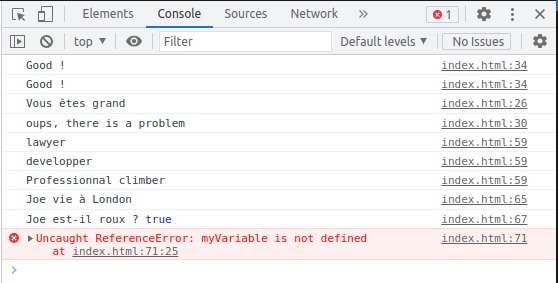 Elements Console Sources Network » 1
top Filter Default levels No Issues
Good ! index.html:34
Good ! index.html:34
Vous êtes grand index.html:26
oups, there is a problem index.html:30
lawyer index.html:59
developper index.html:59
Professionnal climber index.html:59
Joe vie à London index.html:65
Joe est-il roux ? true index.html:67
Uncaught ReferenceError: myVariable is not defined index.html:71
at index.html:71:25